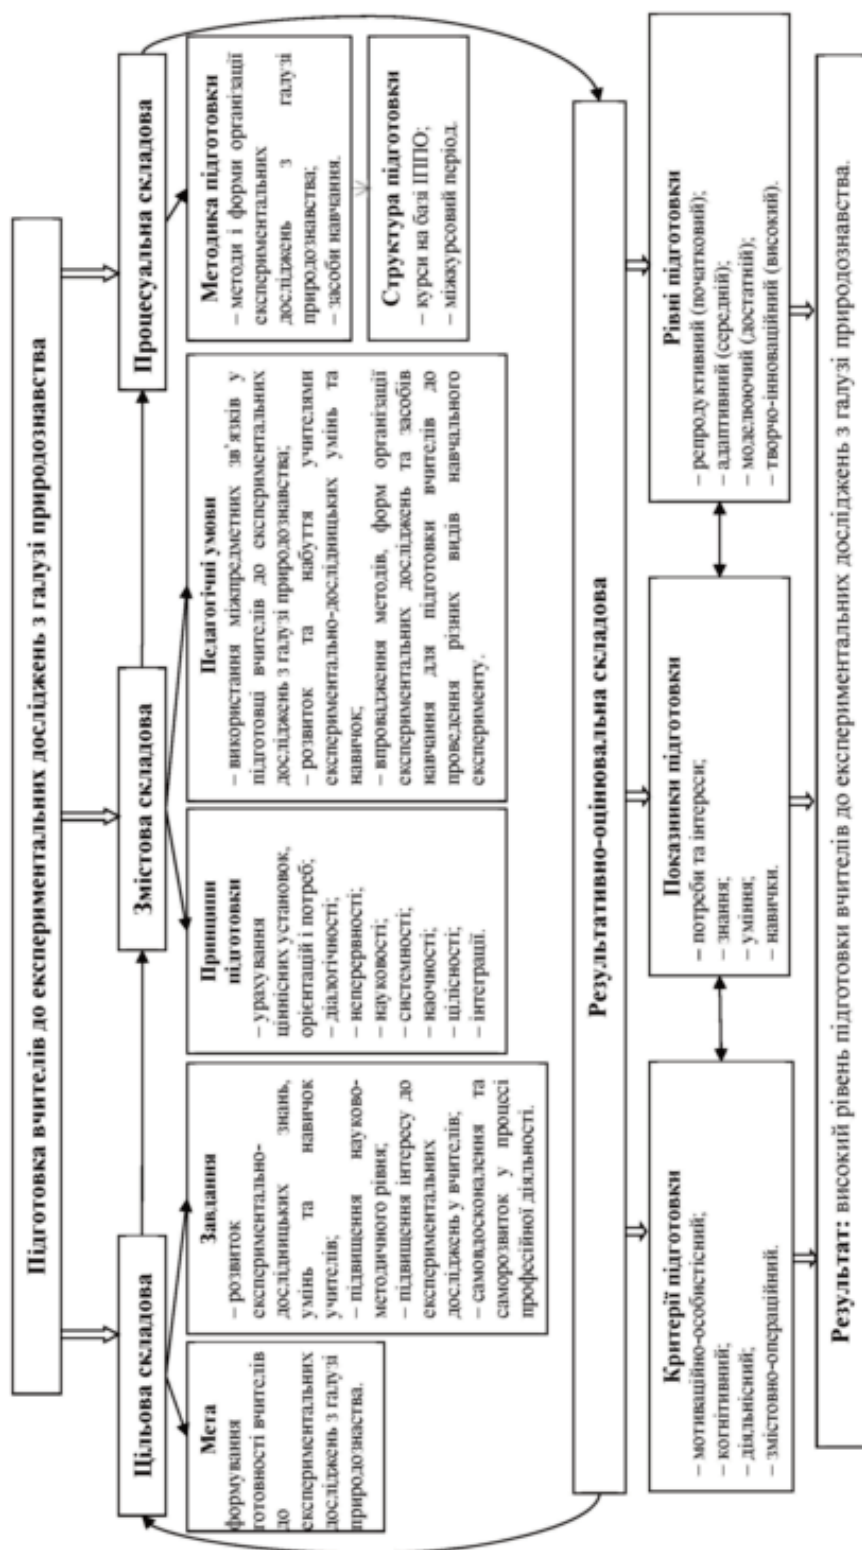 Підготовка вчителів до експериментальних досліджень з галузі природознавства
Цільова складова
Змістова складова
Процесуальна складова
Мета
формування
готовності вчителів
до
експериментальних
досліджень з галузі
природознаства.
Завдання
– розвиток
експериментально-
дослідницьких знань,
умінь та навичок
учителів;
– підвищення науково-
методичного рівня;
– підвищення інтересу до
експериментальних
досліджень у вчителів;
– самовдосконалення та
саморозвиток у процесі
професійної діяльності.
Принципи
підготовки
– урахування
ціннісних установок,
орієнтацій і потреб;
– діалогічності;
– неперервності;
– науковості;
– системності;
– наочності;
– цілісності;
– інтеграції.
Педагогічні умови
– використання міжпредметних зв'язків у
підготовці вчителів до експериментальних
досліджень з галузі природознавства;
– розвиток та набуття учителями
експериментально-дослідницьких умінь та
навичок;
– впровадження методів, форм організації
експериментальних досліджень та засобів
навчання для підготовки вчителів до
проведення різних видів навчального
експерименту.
Методика підготовки
– методи і форми організації
експериментальних
досліджень з галузі
природознавства;
– засоби навчання.
Структура підготовки
– курси на базі ІППО;
– міжкурсовий період.
Результативно-оцінювальна складова
Критерії підготовки
– мотиваційно-особистісний;
– когнітивний;
– діяльнісний;
– змістовно-операційний.
Показники підготовки
– потреби та інтереси;
– знання;
– уміння;
– навички.
Рівні підготовки
– репродуктивний (початковий);
– адаптивний (середній);
– моделюючий (достатній);
– творчо-інноваційний (високий).
Результат: високий рівень підготовки вчителів до експериментальних досліджень з галузі природознавства.